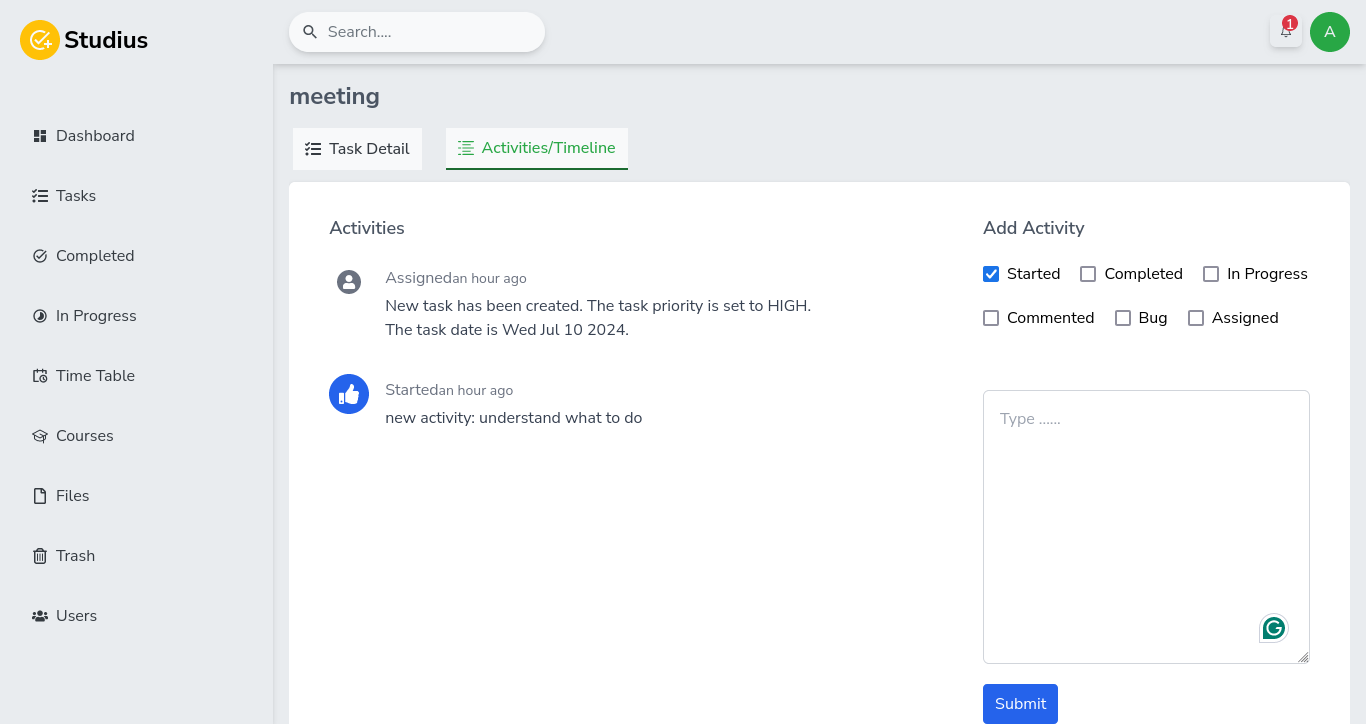 Studius
Search....
1
A
Dashboard
Tasks
Completed
In Progress
Time Table
Courses
Files
Trash
Users
meeting
Task Detail
Activities/Timeline
Activities
Assignedan hour ago
New task has been created. The task priority is set to HIGH.
The task date is Wed Jul 10 2024.
Startedan hour ago
new activity: understand what to do
Add Activity
Started Completed In Progress
Commented Bug Assigned
Type ......
Submit